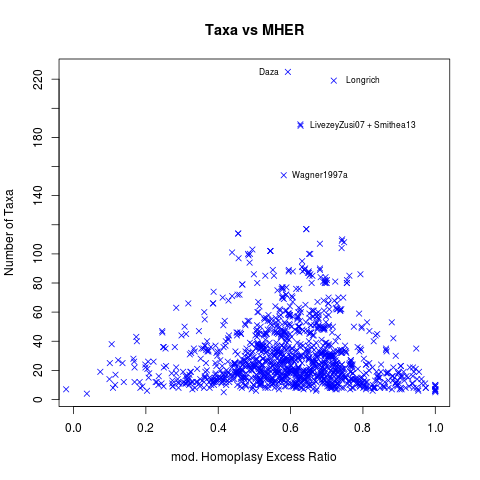 Taxa vs MHER
Daza
Longrich
LivezeyZusi07 + Smithea13
Wagner1997a
Number of Taxa
220
180
140
100
80
60
40
20
0
0.0 0.2 0.4 0.6 0.8 1.0
mod. Homoplasy Excess Ratio